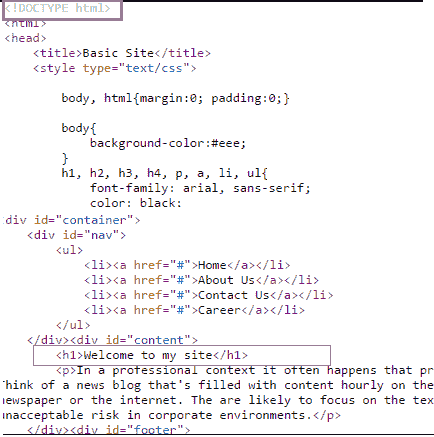 <!DOCTYPE html>
<html>
<head>
<title>Basic Site</title>
<style type="text/css">
body, html{margin:0; padding:0;}
body{
background-color:#eee;
}
h1, h2, h3, h4, p, a, li, ul{
font-family: arial, sans-serif;
color: black;
div id="container">
<div id="nav">
<ul>
<li><a href="#">Home</a></li>
<li><a href="#">About Us</a></li>
<li><a href="#">Contact Us</a></li>
<li><a href="#">Career</a></li>
</ul>
</div><div id="content">
<h1>Welcome to my site</h1>
<p>In a professional context it often happens that pr
hink of a news blog that's filled with content hourly on the
ewspaper or the internet. The are likely to focus on the tex
nacceptable risk in corporate environments.</p>
</div><div id="footer">